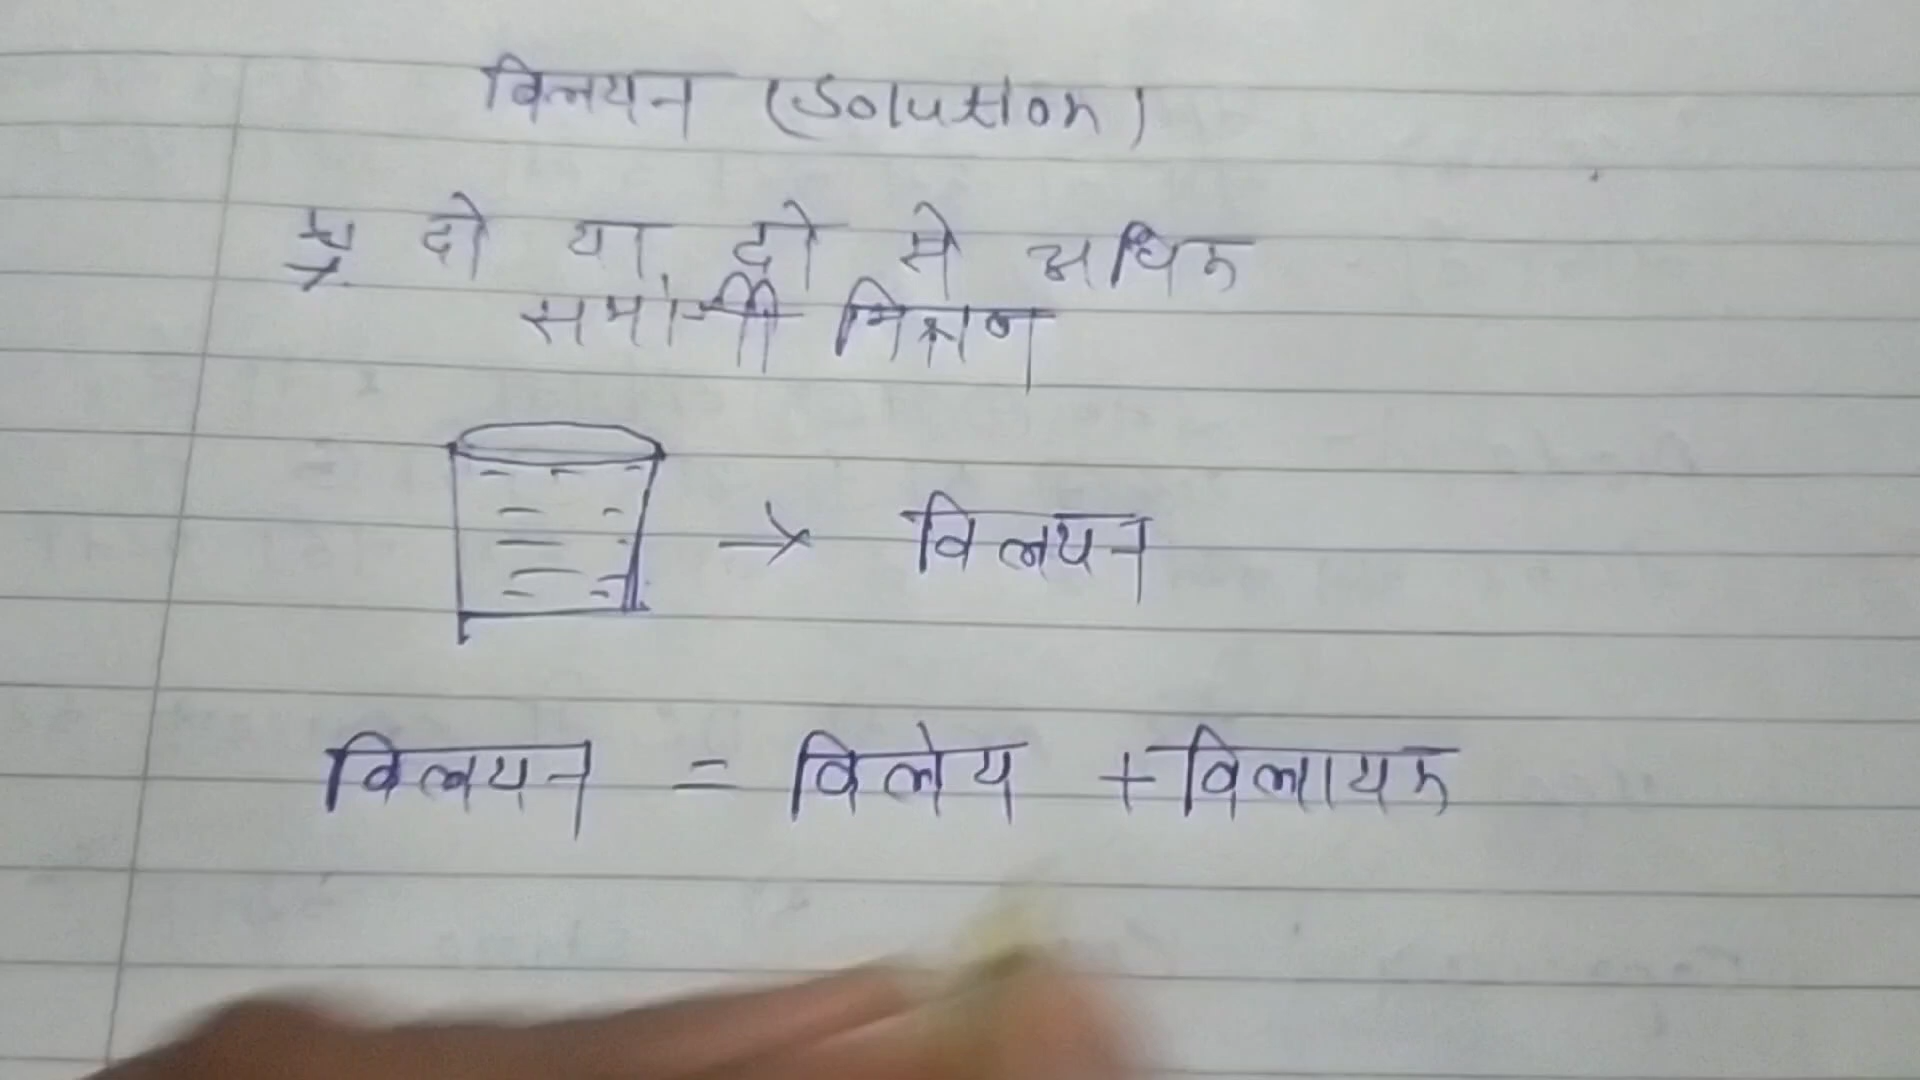 विलयन (Solution)
दो या दो से अधिक
समांगी मिश्रण
→ विलयन
विलयन = विलेय + विलायक